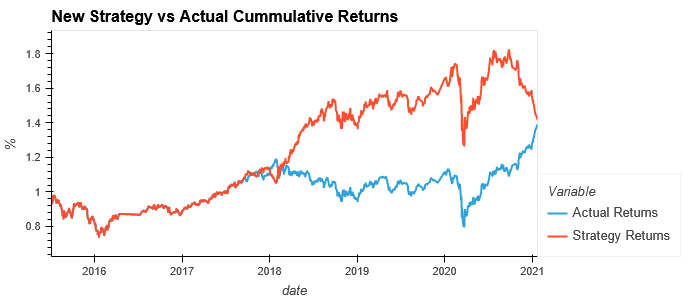 New Strategy vs Actual Cummulative Returns
%
1.8
1.6
1.4
1.2
1
0.8
2016
2017
2018
2019
2020
2021
date
Variable
Actual Returns
Strategy Returns